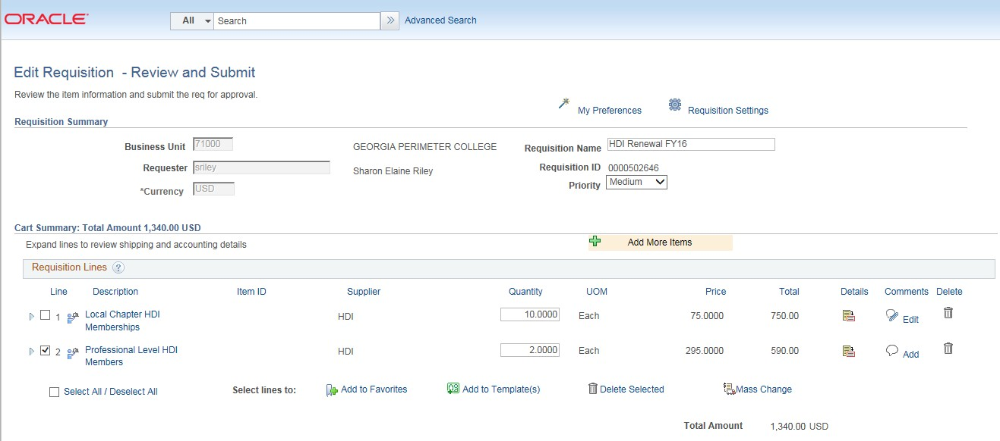 ORACLE
All Search Advanced Search
Edit Requisition - Review and Submit
Review the item information and submit the req for approval.
My Preferences Requisition Settings
Requisition Summary
Business Unit 71000 GEORGIA PERIMETER COLLEGE Requisition Name HDI Renewal FY16
Requester sriley Sharon Elaine Riley Requisition ID 0000502646
*Currency USD Priority Medium
Cart Summary: Total Amount 1,340.00 USD
Expand lines to review shipping and accounting details Add More Items
Requisition Lines ?
Line Description Item ID Supplier Quantity UOM Price Total Details Comments Delete
1 Local Chapter HDI Memberships HDI 10.0000 Each 75.0000 750.00 Edit
2 Professional Level HDI Members HDI 2.0000 Each 295.0000 590.00 Add
Select All / Deselect All Select lines to: Add to Favorites Add to Template(s) Delete Selected Mass Change
Total Amount 1,340.00 USD